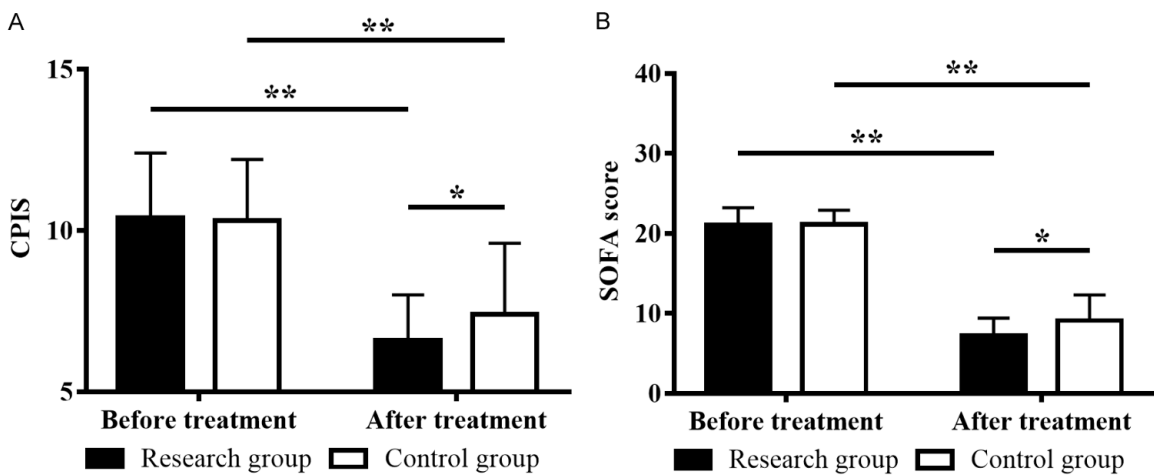 A
**
15
**
*
10
5
CPIS
Before treatment After treatment
Research group Control group
B
40
**
**
30
20
*
10
0
SOFA score
Before treatment After treatment
Research group Control group